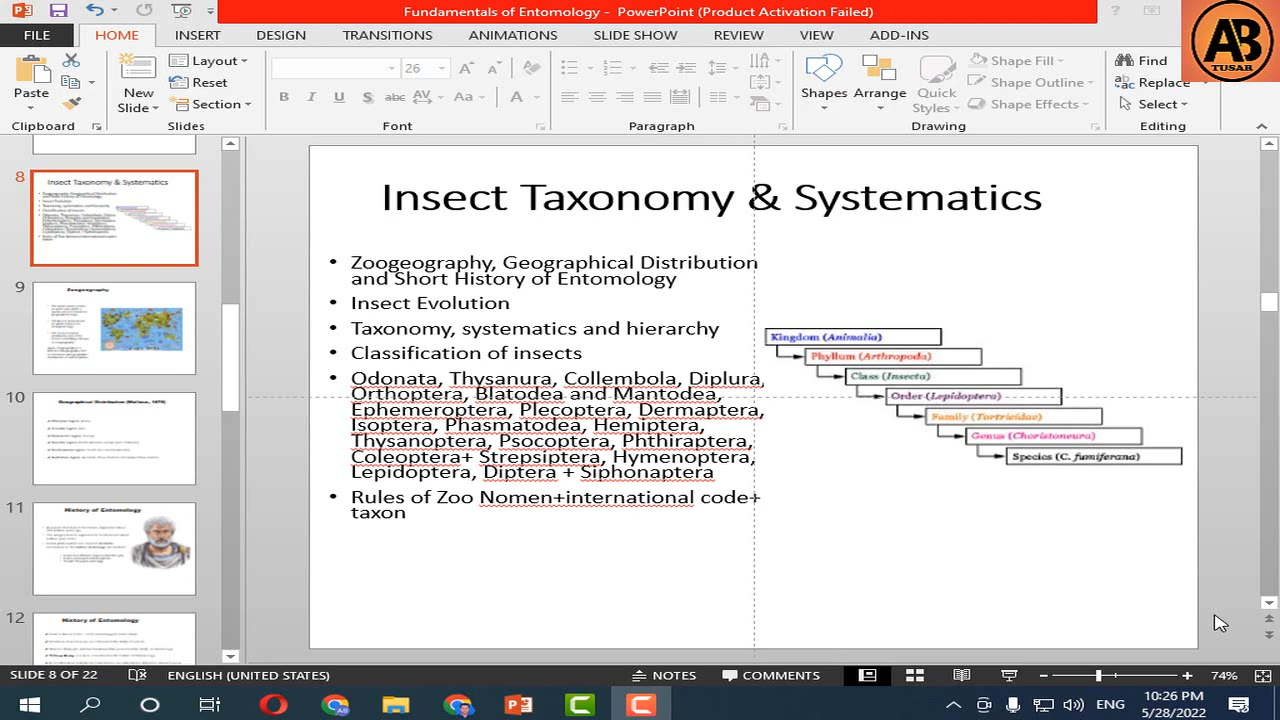 Fundamentals of Entomology - PowerPoint (Product Activation Failed)
FILE HOME INSERT DESIGN TRANSITIONS ANIMATIONS SLIDE SHOW REVIEW VIEW ADD-INS
AB
TUSAR
Paste
New
Slide
Layout
Reset
Section
26
B I U S abc AV Aa A
Shapes
Arrange
Quick
Styles
Shape Fill
Shape Outline
Shape Effects
Find
Replace
Select
Clipboard Slides Font Paragraph Drawing Editing
8
Insect Taxonomy & Systematics
9
Zoogeography
10
11
History of Entomology
12
History of Entomology
Insect Taxonomy & Systematics
• Zoogeography, Geographical Distribution
and Short History of Entomology
• Insect Evolution
• Taxonomy, systematics and hierarchy
• Classification of insects
• Odonata, Thysanura, Collembola, Diplura,
Orthoptera, Blatodea and Mantodea,
Ephemeroptera, Plecoptera, Dermaptera,
Isoptera, Phasmatodea, Hemiptera,
Thysanoptera, Psocoptera, Phthiraptera,
Coleoptera+ Strepsiptera, Hymenoptera,
Lepidoptera, Diptera + Siphonaptera
• Rules of Zoo Nomen+international code+
taxon
Kingdom (Animalia)
Phyllum (Arthropoda)
Class (Insecta)
Order (Lepidoptera)
Family (Tortricidae)
Genus (Choristoneura)
Species (C. fumiferana)
SLIDE 8 OF 22 ENGLISH (UNITED STATES) NOTES COMMENTS 74%
ENG
10:26 PM
5/28/2022